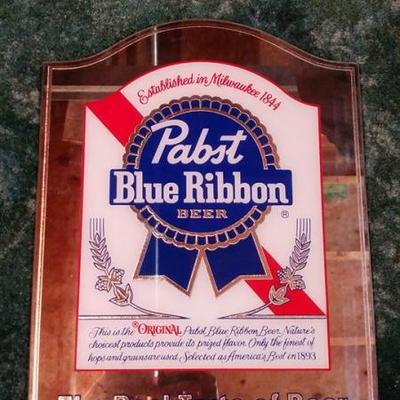 Established in Milwaukee 1844
Pabst
Blue Ribbon
BEER
®
This is the ORIGINAL Pabst Blue Ribbon Beer. Nature's
choicest products provide its prized flavor. Only the finest of
hops and grains are used. Selected as America's Best in 1893
of Beer